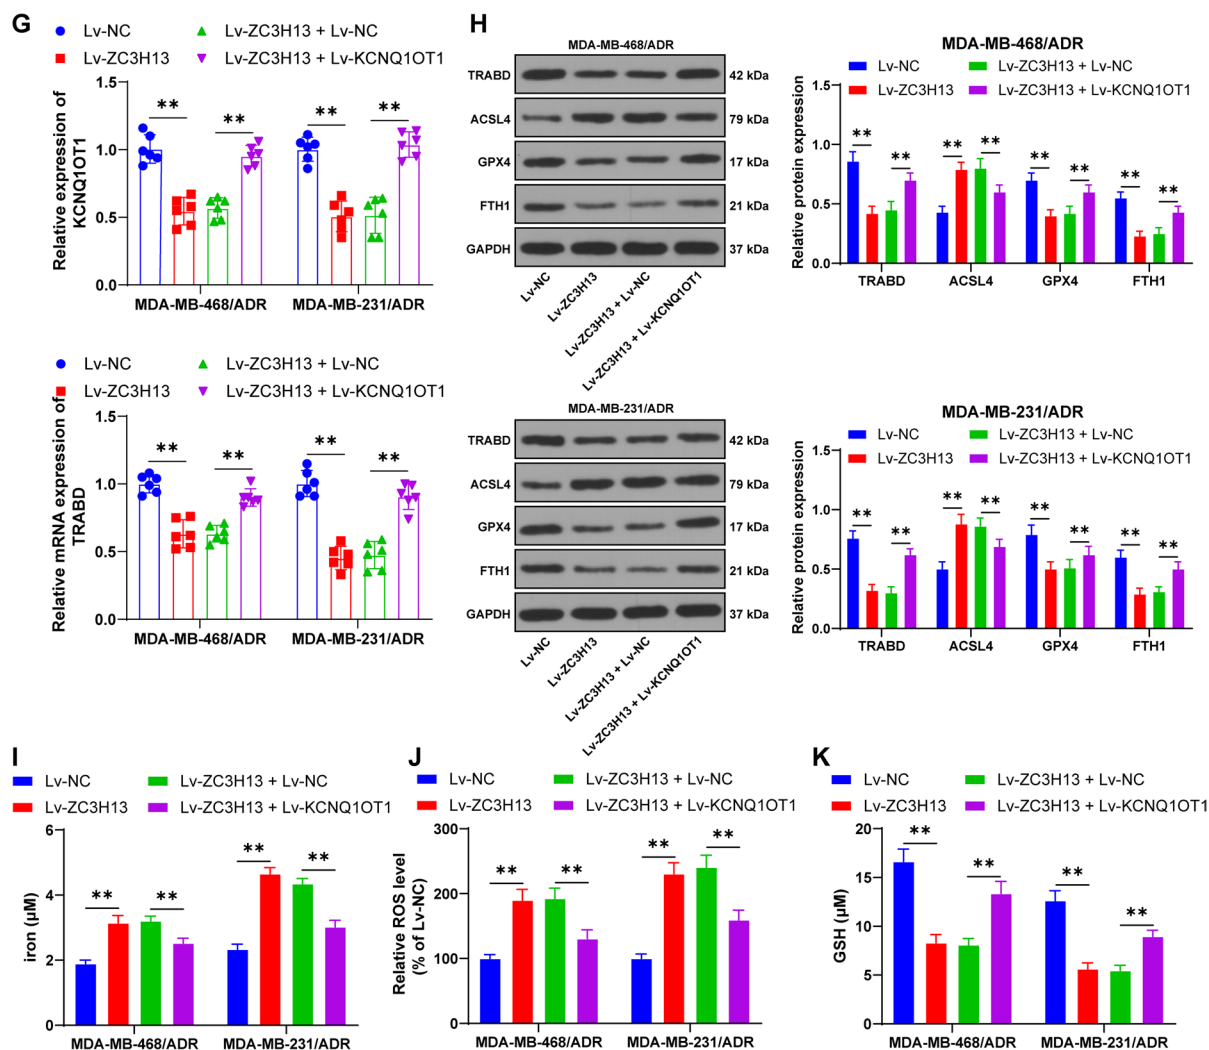 G
Lv-NC
Lv-ZC3H13 + Lv-NC
Lv-ZC3H13
Lv-ZC3H13 + Lv-KCNQ1OT1
Relative expression of
KCNQ1OT1
1.5
1.0
0.5
0.0
**
**
**
**
MDA-MB-468/ADR
MDA-MB-231/ADR
Lv-NC
Lv-ZC3H13 + Lv-NC
Lv-ZC3H13
Lv-ZC3H13 + Lv-KCNQ1OT1
Relative mRNA expression of
TRABD
1.5
1.0
0.5
0.0
**
**
**
**
MDA-MB-468/ADR
MDA-MB-231/ADR
H
MDA-MB-468/ADR
TRABD
42 kDa
ACSL4
79 kDa
GPX4
17 kDa
FTH1
21 kDa
GAPDH
37 kDa
Lv-NC
Lv-ZC3H13
Lv-ZC3H13 + Lv-NC
Lv-ZC3H13 + Lv-KCNQ1OT1
MDA-MB-468/ADR
Lv-NC
Lv-ZC3H13 + Lv-NC
Lv-ZC3H13
Lv-ZC3H13 + Lv-KCNQ1OT1
Relative protein expression
1.5
1.0
0.5
0.0
**
**
**
**
**
**
**
**
TRABD
ACSL4
GPX4
FTH1
MDA-MB-231/ADR
TRABD
42 kDa
ACSL4
79 kDa
GPX4
17 kDa
FTH1
21 kDa
GAPDH
37 kDa
Lv-NC
Lv-ZC3H13
Lv-ZC3H13 + Lv-NC
Lv-ZC3H13 + Lv-KCNQ1OT1
MDA-MB-231/ADR
Lv-NC
Lv-ZC3H13 + Lv-NC
Lv-ZC3H13
Lv-ZC3H13 + Lv-KCNQ1OT1
Relative protein expression
1.5
1.0
0.5
0.0
**
**
**
**
**
**
**
**
TRABD
ACSL4
GPX4
FTH1
I
Lv-NC
Lv-ZC3H13 + Lv-NC
Lv-ZC3H13
Lv-ZC3H13 + Lv-KCNQ1OT1
iron (μM)
6
4
2
0
**
**
**
**
MDA-MB-468/ADR
MDA-MB-231/ADR
J
Lv-NC
Lv-ZC3H13 + Lv-NC
Lv-ZC3H13
Lv-ZC3H13 + Lv-KCNQ1OT1
Relative ROS level
(% of Lv-NC)
300
200
100
0
**
**
**
**
MDA-MB-468/ADR
MDA-MB-231/ADR
K
Lv-NC
Lv-ZC3H13 + Lv-NC
Lv-ZC3H13
Lv-ZC3H13 + Lv-KCNQ1OT1
GSH (μM)
20
15
10
5
0
**
**
**
**
MDA-MB-468/ADR
MDA-MB-231/ADR